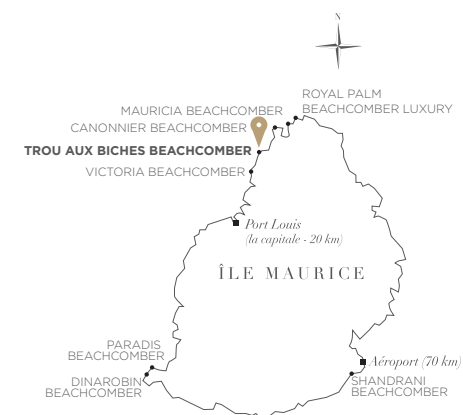 N
ROYAL PALM
BEACHCOMBER LUXURY
MAURICIA BEACHCOMBER
CANONNIER BEACHCOMBER
TROU AUX BICHES BEACHCOMBER
VICTORIA BEACHCOMBER
Port Louis
(la capitale - 20 km)
ÎLE MAURICE
PARADIS
BEACHCOMBER
DINAROBIN
BEACHCOMBER
Aéroport (70 km)
SHANDRANI
BEACHCOMBER